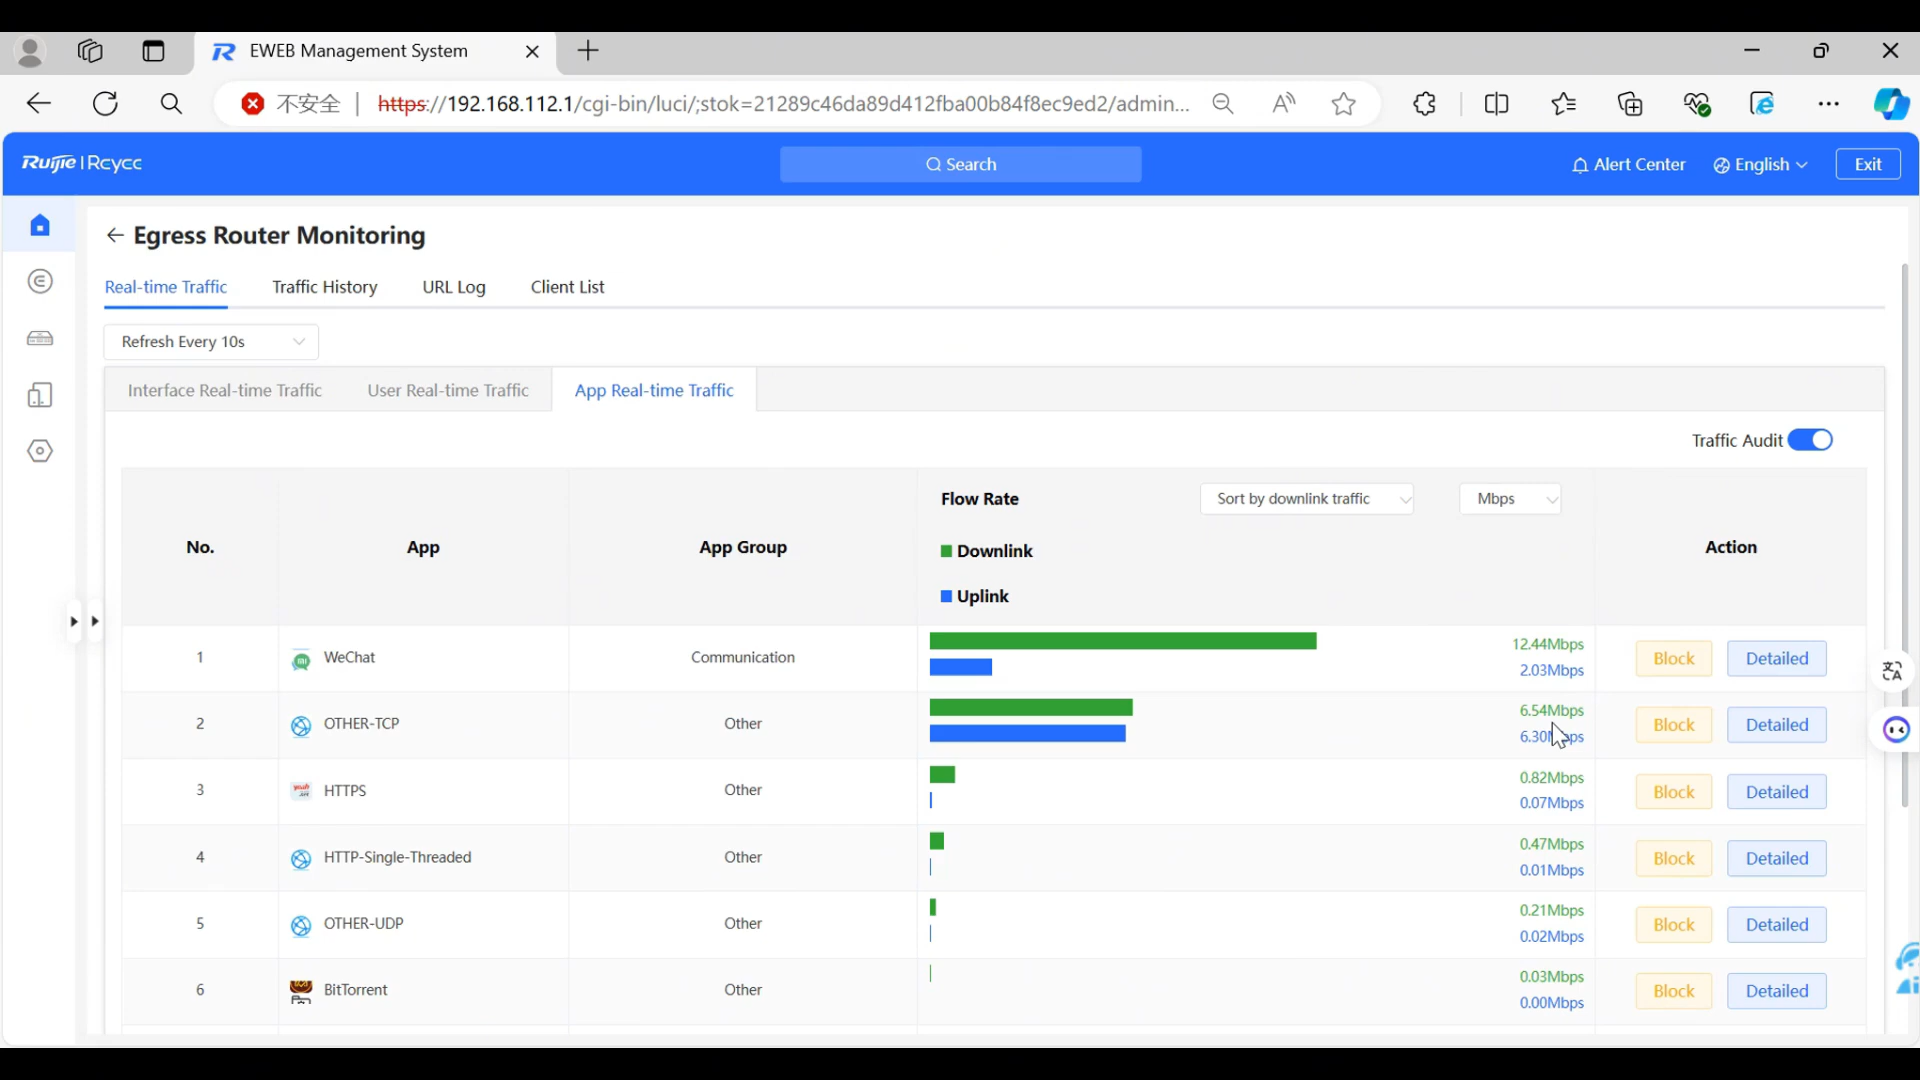 EWEB Management System
不安全 | https://192.168.112.1/cgi-bin/luci/;stok=21289c46da89d412fba00b84f8ec9ed2/admin...
Ruijie | Rcycc
Search
Alert Center
English
Exit
Egress Router Monitoring
Real-time Traffic
Traffic History
URL Log
Client List
Refresh Every 10s
Interface Real-time Traffic
User Real-time Traffic
App Real-time Traffic
Traffic Audit
No.
App
App Group
Flow Rate
Sort by downlink traffic
Mbps
Downlink
Uplink
Action
1 WeChat Communication 12.44Mbps Block Detailed
2.03Mbps
2 OTHER-TCP Other 6.54Mbps Block Detailed
3 HTTPS Other 0.82Mbps Block Detailed
0.07Mbps
4 HTTP-Single-Threaded Other 0.47Mbps Block Detailed
0.01Mbps
5 OTHER-UDP Other 0.21Mbps Block Detailed
0.02Mbps
6 BitTorrent Other 0.03Mbps Block Detailed
0.00Mbps